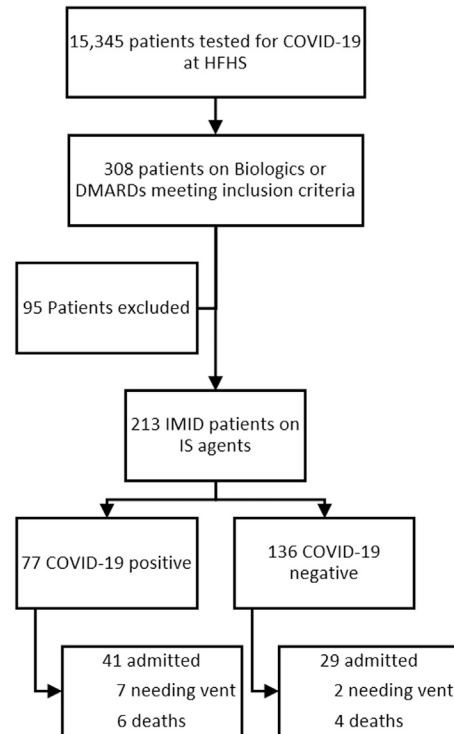 15,345 patients tested for COVID-19
at HFHS
308 patients on Biologics or
DMARDs meeting inclusion criteria
95 Patients excluded
213 IMID patients on
IS agents
77 COVID-19 positive
136 COVID-19
negative
41 admitted
7 needing vent
6 deaths
29 admitted
2 needing vent
4 deaths